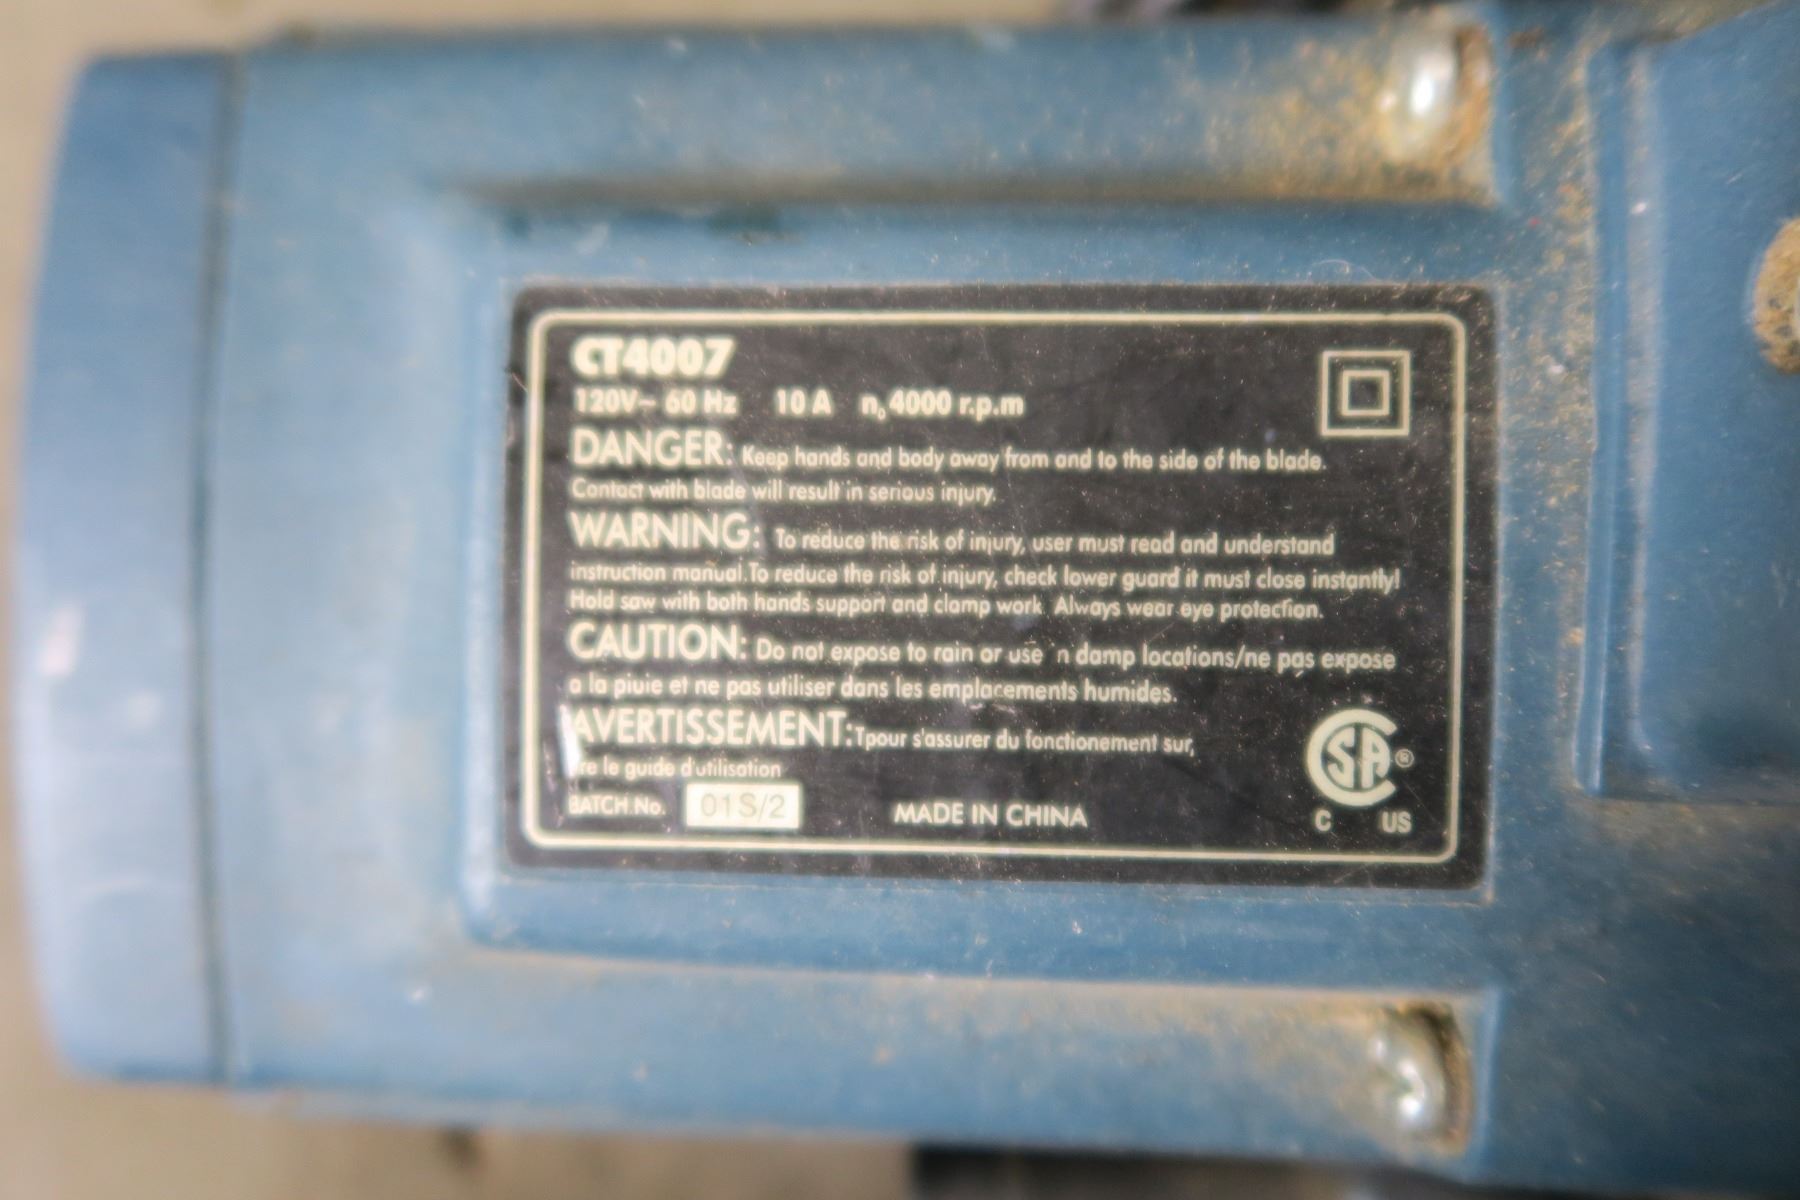 CT4007
120V~ 60 Hz 10 A n₀ 4000 r.p.m
DANGER: Keep hands and body away from and to the side of the blade.
Contact with blade will result in serious injury.
WARNING: To reduce the risk of injury, user must read and understand
instruction manual.To reduce the risk of injury, check lower guard it must close instantly!
Hold saw with both hands support and clamp work Always wear eye protection.
CAUTION: Do not expose to rain or use 'n damp locations/ne pas expose
a la pluie et ne pas utiliser dans les emplacements humides.
AVERTISSEMENT:Tpour s'assurer du fonctionement sur,
re le guide d'utilisation
BATCH No. 01S/2 MADE IN CHINA
CSA®
C US